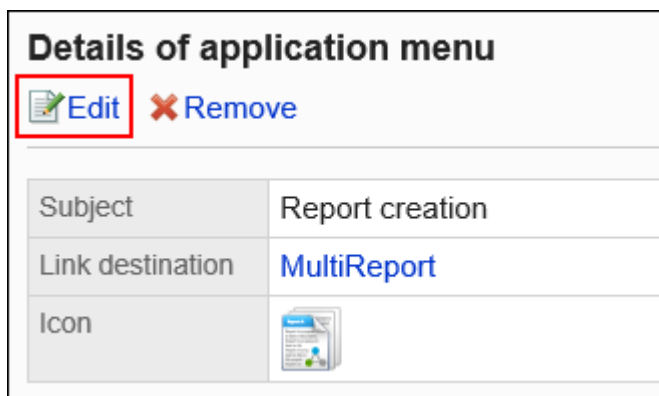 Details of application menu
Edit Remove
Subject Report creation
Link destination MultiReport
Icon